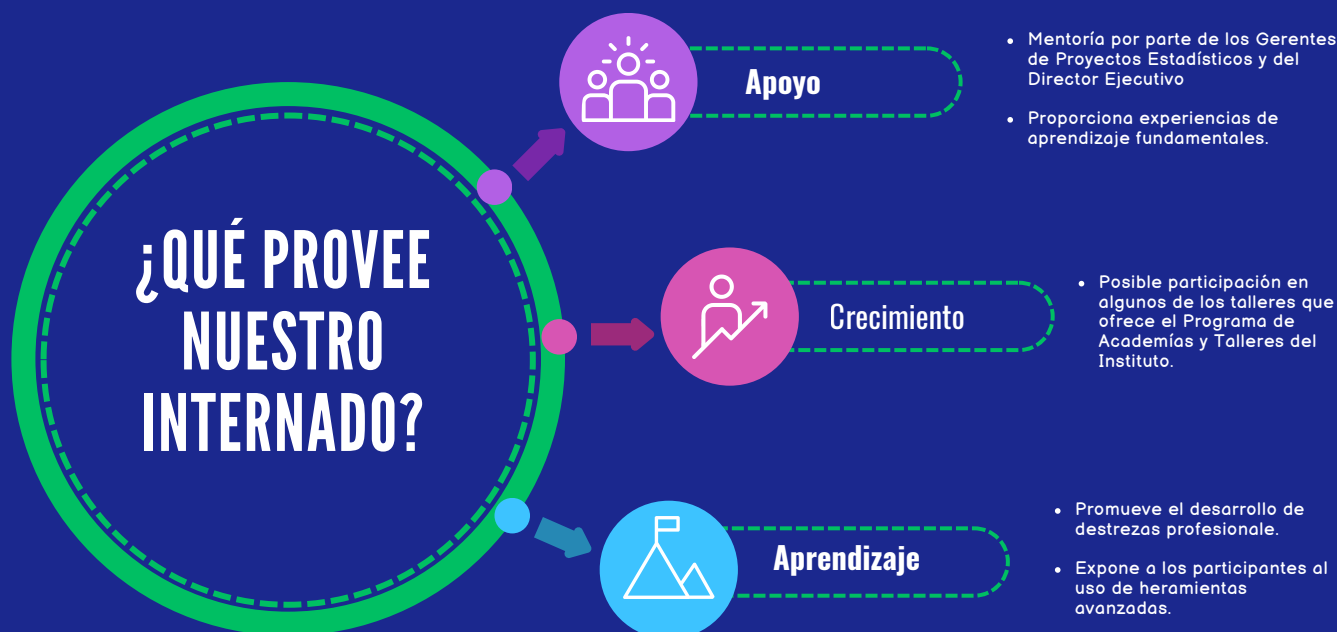 ¿QUÉ PROVEE
NUESTRO
INTERNADO?
Apoyo
• Mentoría por parte de los Gerentes
de Proyectos Estadísticos y del
Director Ejecutivo
• Proporciona experiencias de
aprendizaje fundamentales.
Crecimiento
• Posible participación en
algunos de los talleres que
ofrece el Programa de
Academías y Talleres del
Instituto.
Aprendizaje
• Promueve el desarrollo de
destrezas profesionale.
• Expone a los participantes al
uso de heramientas
avanzadas.